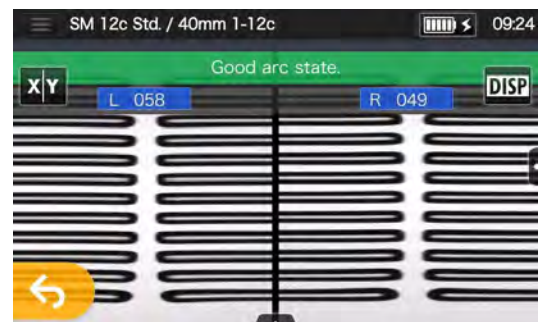 SM 12c Std. / 40mm 1-12c 09:24
Good arc state.
X Y DISP
L 058 R 049